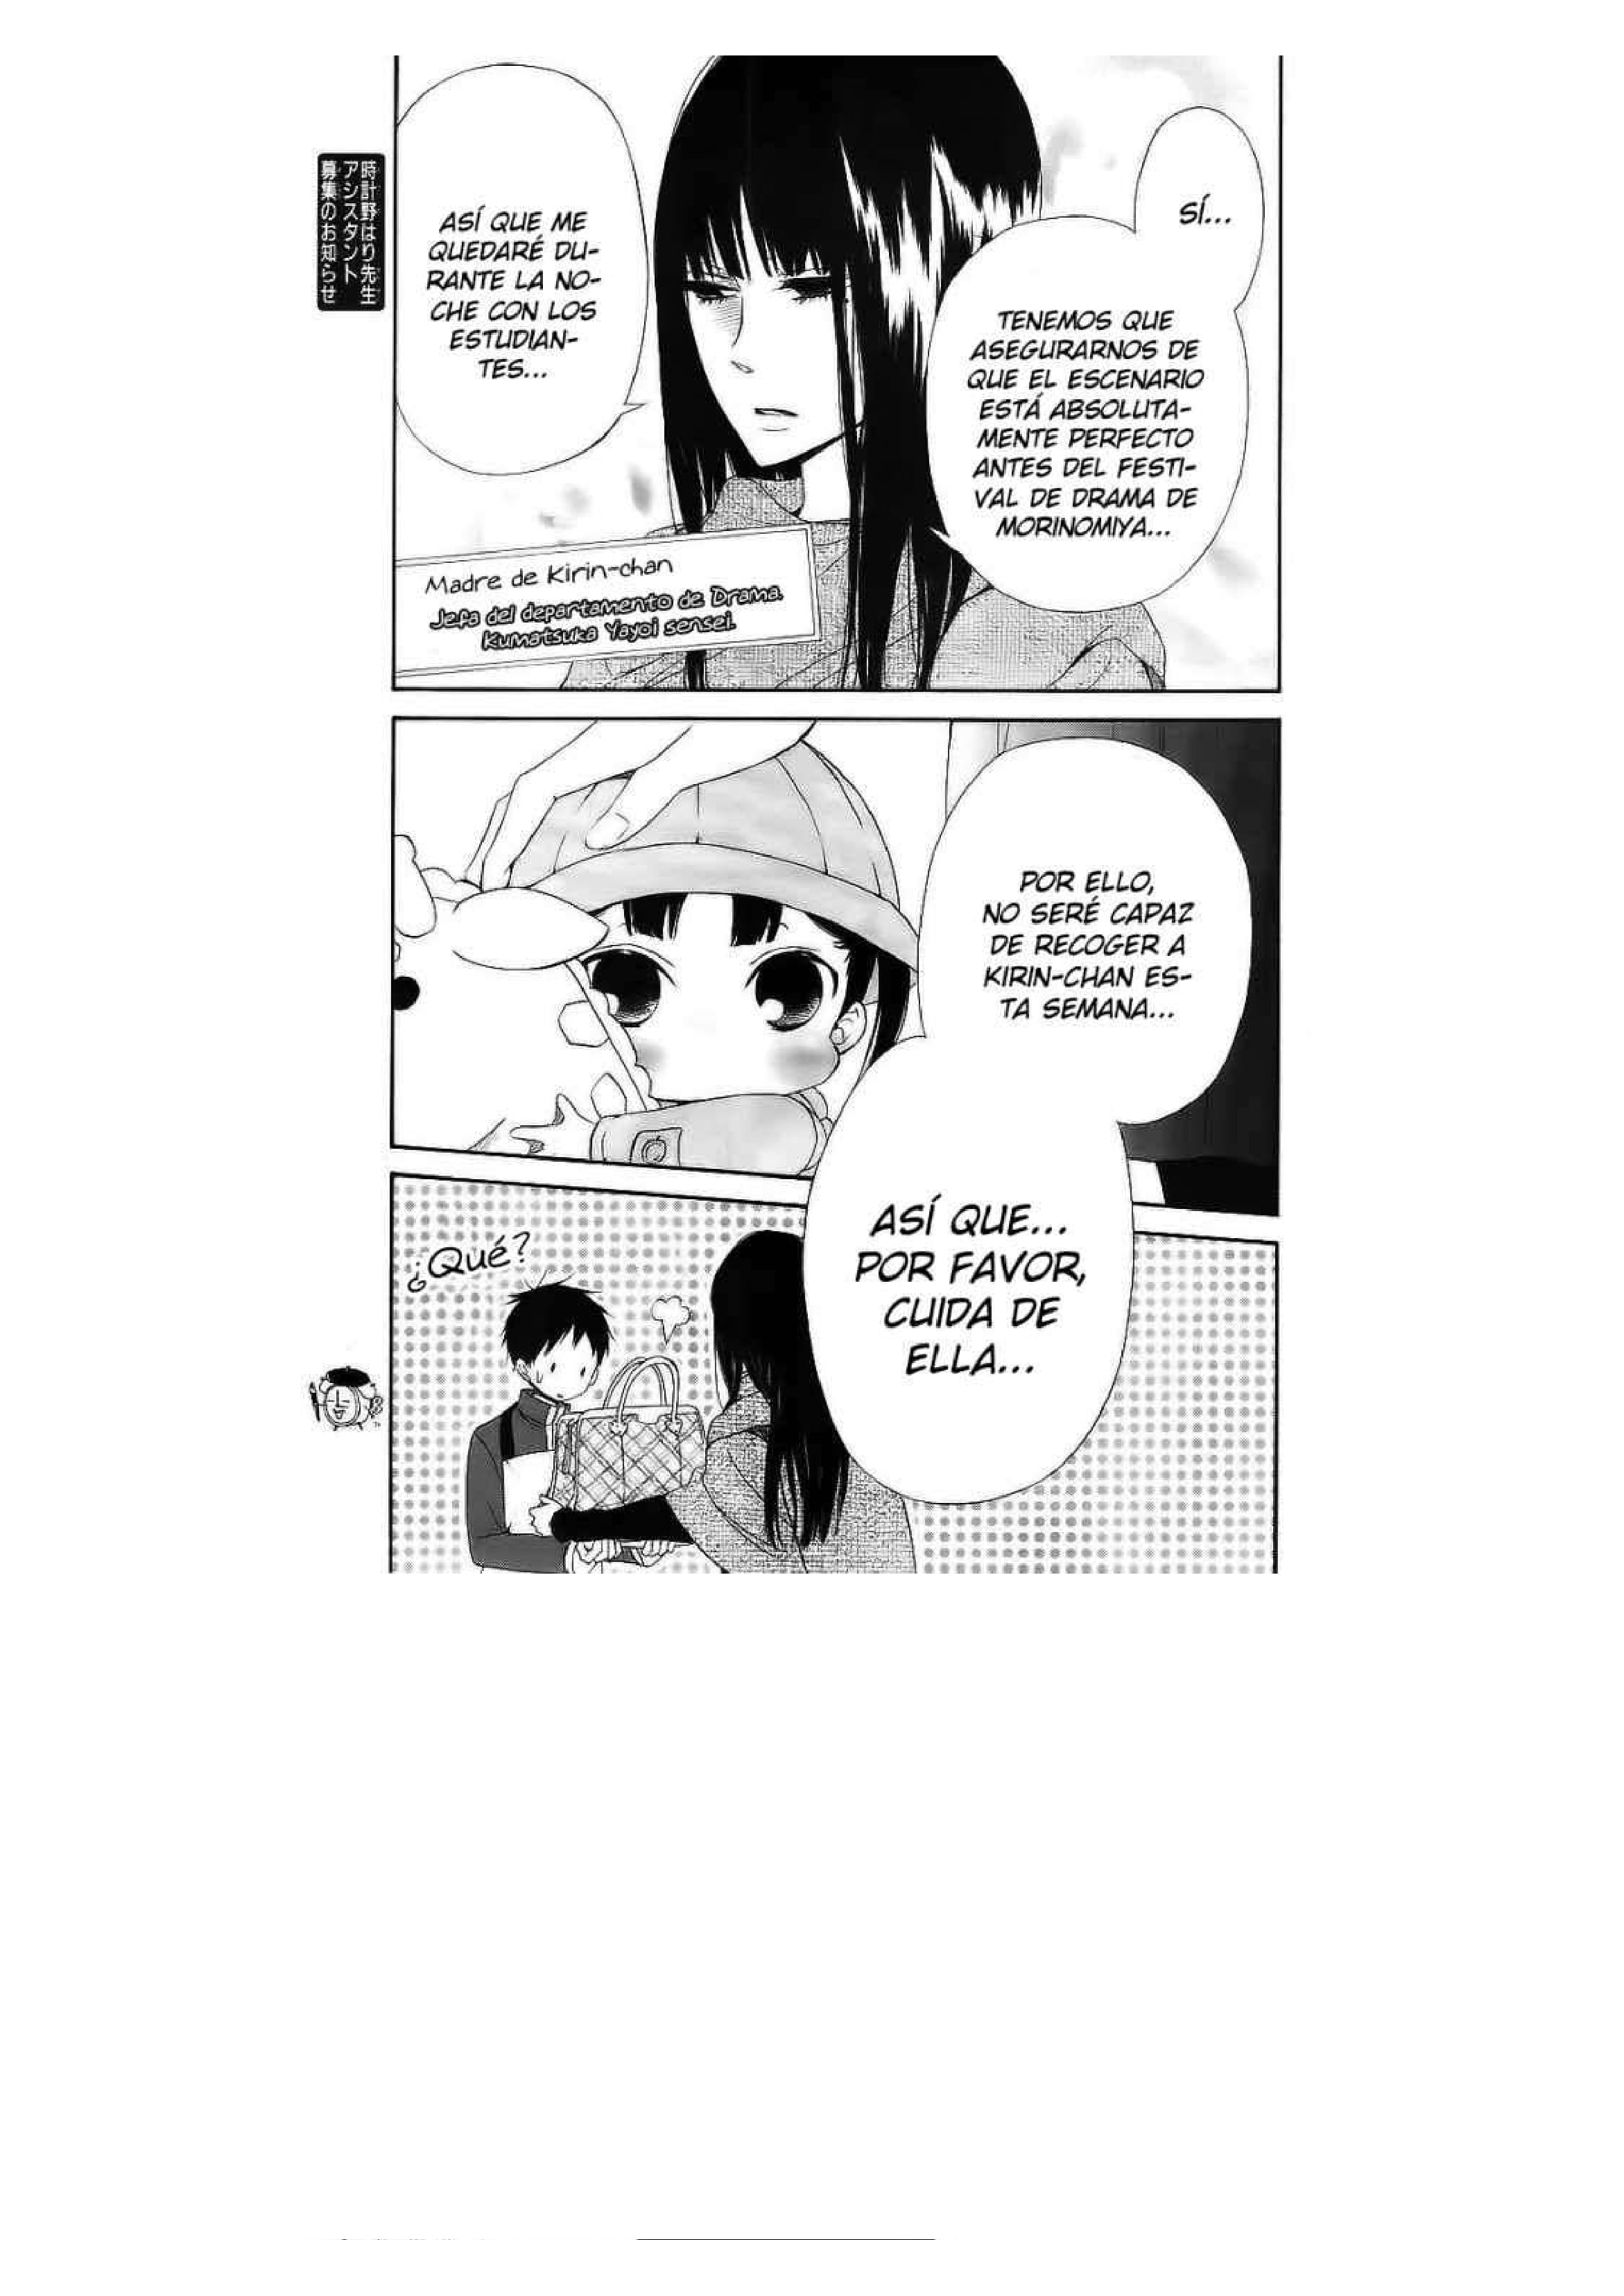 時計野はり先生
アシスタント
募集のお知らせ
SÍ...
TENEMOS QUE
ASEGURARNOS DE
QUE EL ESCENARIO
ESTÁ ABSOLUTA-
MENTE PERFECTO
ANTES DEL FESTI-
VAL DE DRAMA DE
MORINOMIYA...
ASÍ QUE ME
QUEDARÉ DU-
RANTE LA NO-
CHE CON LOS
ESTUDIAN-
TES...
Madre de Kirin-chan
Jefa del departamento de Drama.
Kumatsuka Yayoi sensei.
POR ELLO,
NO SERÉ CAPAZ
DE RECOGER A
KIRIN-CHAN ES-
TA SEMANA...
ASÍ QUE...
POR FAVOR,
CUIDA DE
ELLA...
¿Qué?